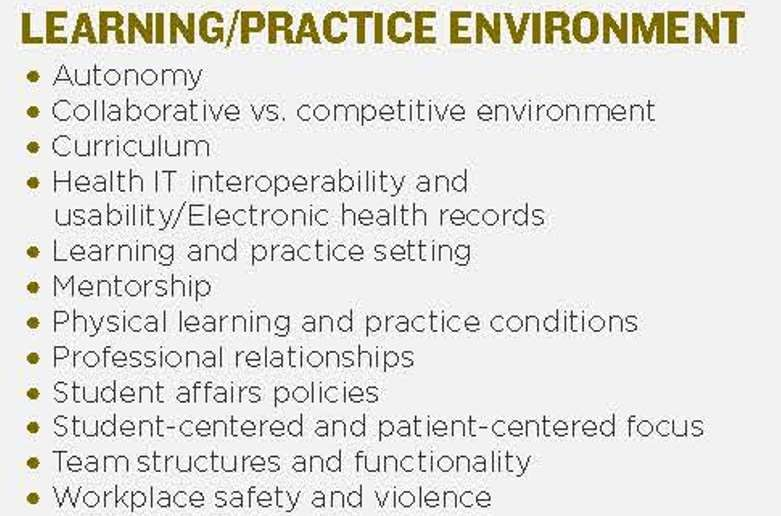 LEARNING/PRACTICE ENVIRONMENT
• Autonomy
• Collaborative vs. competitive environment
• Curriculum
• Health IT interoperability and
usability/Electronic health records
• Learning and practice setting
• Mentorship
• Physical learning and practice conditions
• Professional relationships
• Student affairs policies
• Student-centered and patient-centered focus
• Team structures and functionality
• Workplace safety and violence